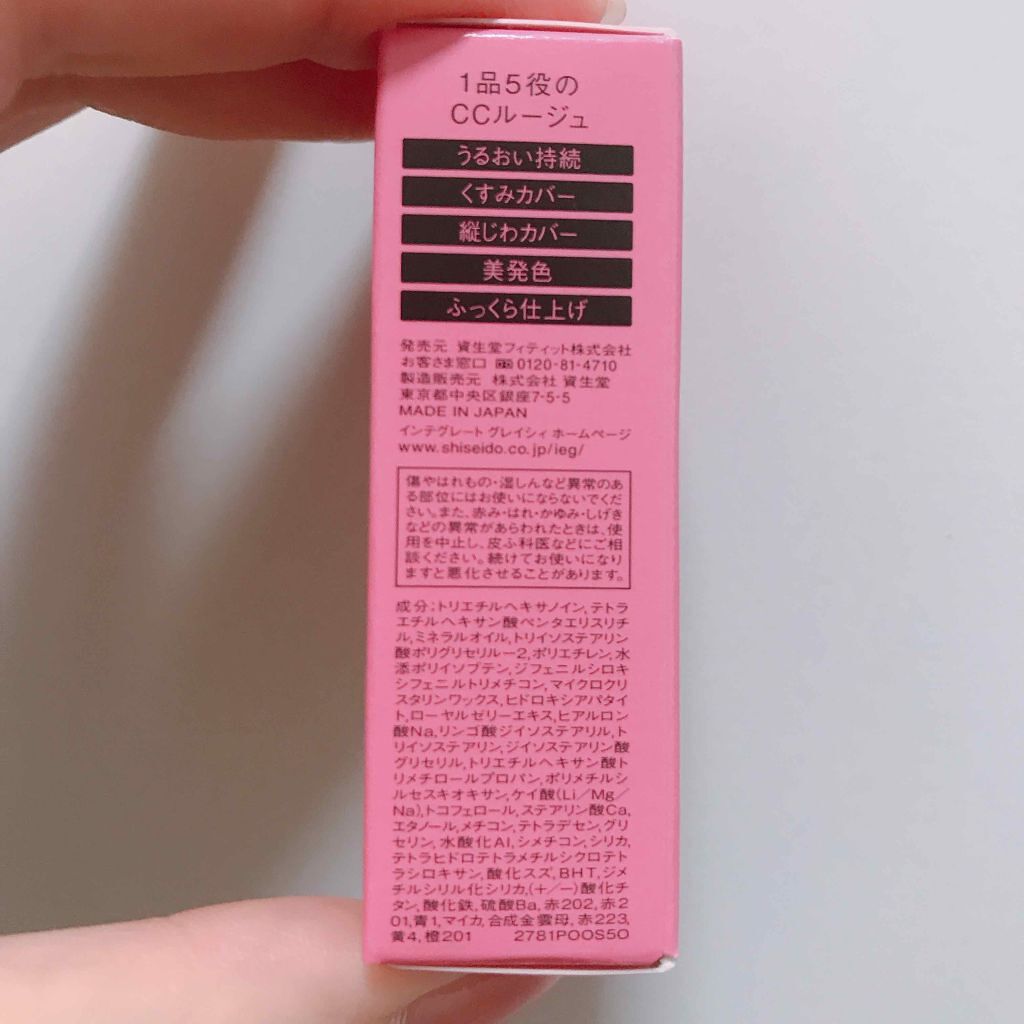 1品5役の
CCルージュ
うるおい持続
くすみカバー
縦じわカバー
美発色
ふっくら仕上げ
発売元 資生堂フィティット株式会社
お客さま窓口 0120-81-4710
製造販売元 株式会社 資生堂
東京都中央区銀座7-5-5
MADE IN JAPAN
インテグレート グレイシィ ホームページ
www.shiseido.co.jp/ieg/
傷やはれもの・湿しんなど異常のあ
る部位にはお使いにならないでくだ
さい。また、赤み・はれ・かゆみ・しげき
などの異常があらわれたときは、使
用を中止し、皮ふ科医などにご相
談ください。続けてお使いになり
ますと悪化させることがあります。
成分:トリエチルヘキサノイン,テトラ
エチルヘキサン酸ペンタエリスリチ
ル,ミネラルオイル,トリイソステアリン
酸ポリグリセリル-2,ポリエチレン,水
添ポリイソブテン,ジフェニルシロキ
シフェニルトリメチコン,マイクロクリ
スタリンワックス,ヒドロキシアパタイ
ト,ローヤルゼリーエキス,ヒアルロン
酸Na,リンゴ酸ジイソステアリル,ト
リイソステアリン,ジイソステアリン酸
グリセリル,トリエチルヘキサン酸ト
リメチロールプロパン,ポリメチルシ
ルセスキオキサン,ケイ酸(Li/Mg/
Na),トコフェロール,ステアリン酸Ca,
エタノール,メチコン,テトラデセン,グリ
セリン,水酸化Al,シメチコン,シリカ,
テトラヒドロテトラメチルシクロテト
ラシロキサン,酸化スズ,BHT,ジメ
チルシリル化シリカ,(+/-)酸化チ
タン,酸化鉄,硫酸Ba,赤202,赤2
01,青1,マイカ,合成金雲母,赤223,
黄4,橙201 2781POOS5O